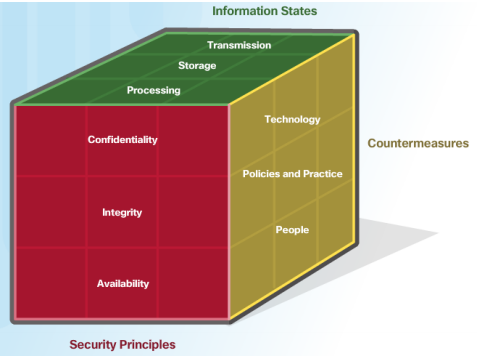 Information States
Transmission
Storage
Processing
Confidentiality
Integrity
Availability
Technology
Policies and Practice
People
Countermeasures
Security Principles